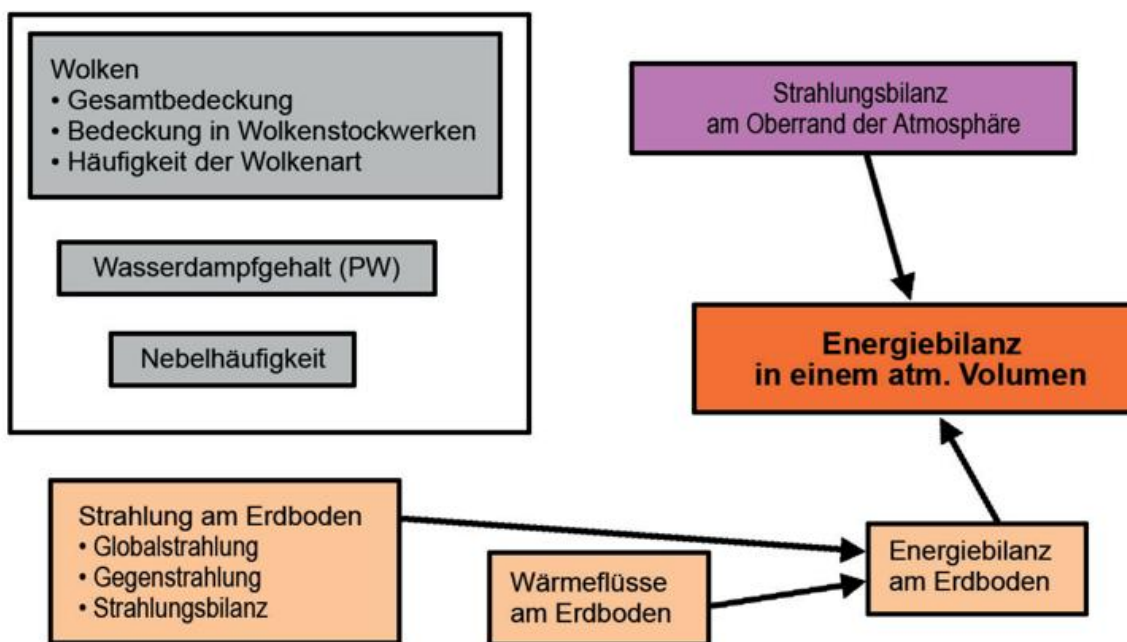 Wolken
• Gesamtbedeckung
• Bedeckung in Wolkenstockwerken
• Häufigkeit der Wolkenart
Wasserdampfgehalt (PW)
Nebelhäufigkeit
Strahlungsbilanz
am Oberrand der Atmosphäre
Energiebilanz
in einem atm. Volumen
Strahlung am Erdboden
• Globalstrahlung
• Gegenstrahlung
• Strahlungsbilanz
Wärmeflüsse
am Erdboden
Energiebilanz
am Erdboden